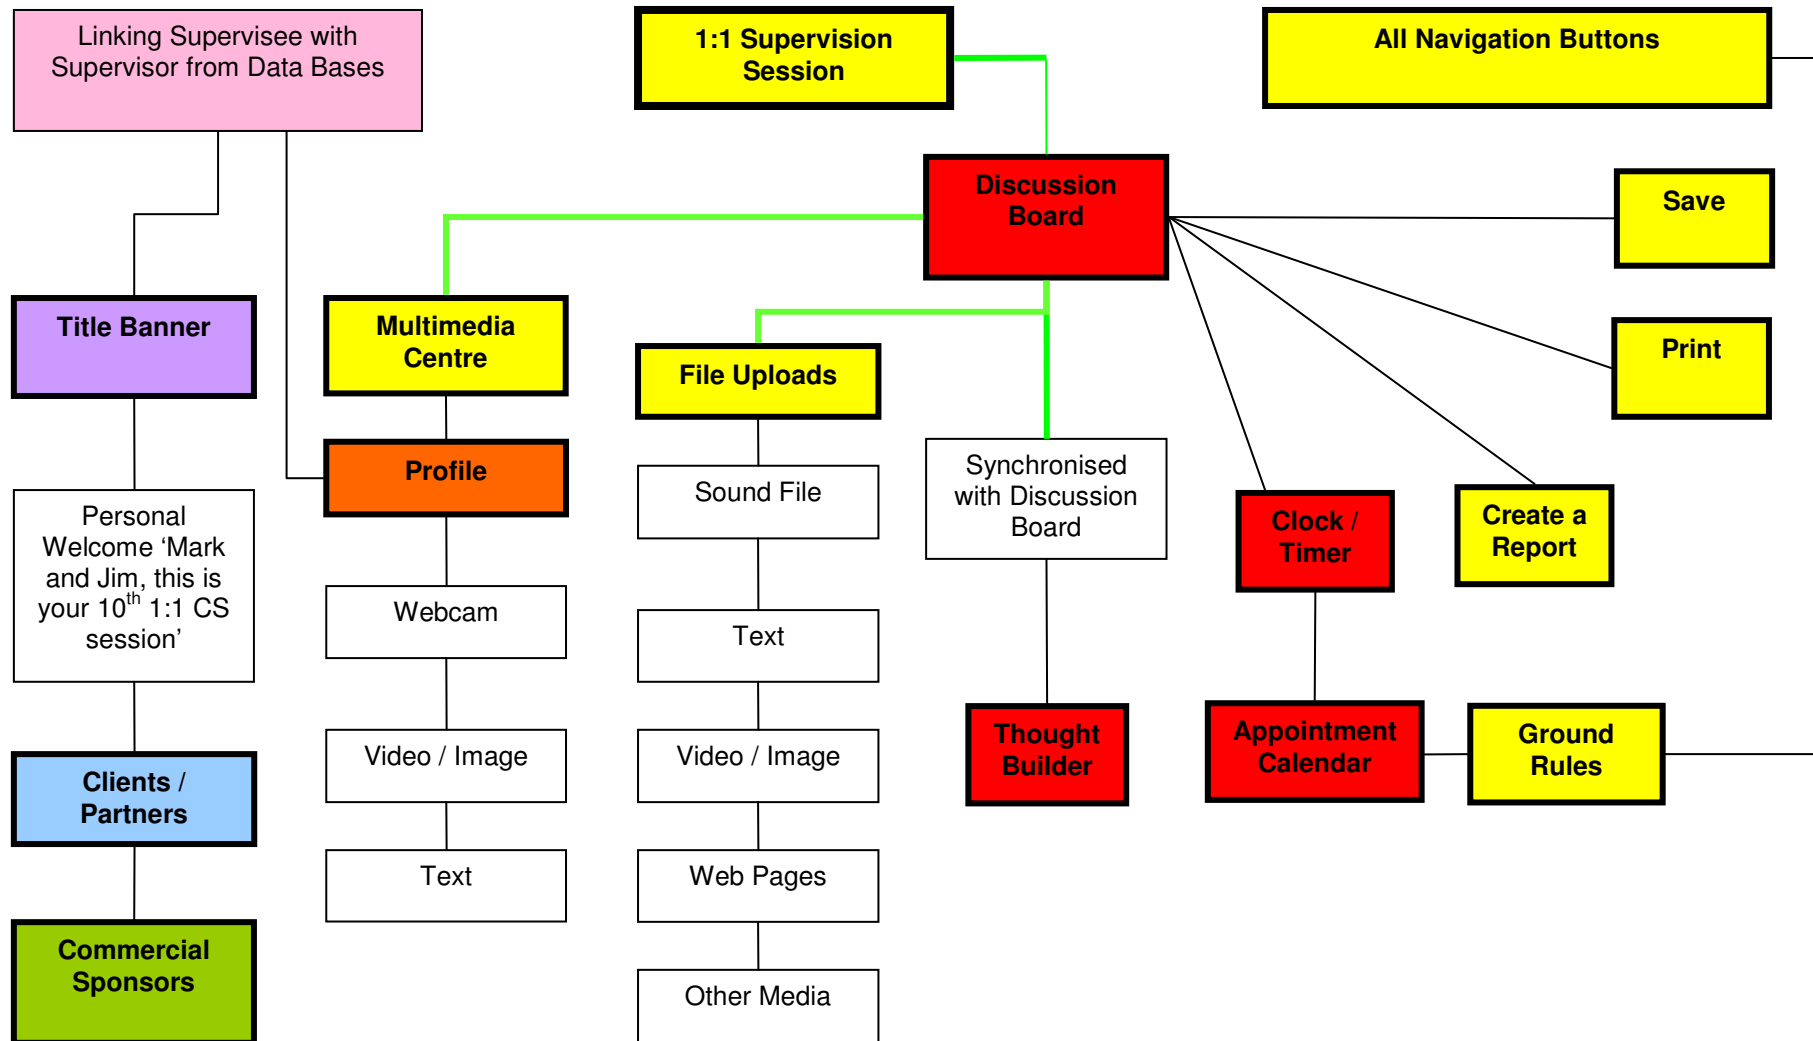 Linking Supervisee with
Supervisor from Data Bases
1:1 Supervision
Session
All Navigation Buttons
Discussion
Board
Save
Print
Title Banner
Multimedia
Centre
File Uploads
Profile
Synchronised
with Discussion
Board
Sound File
Clock /
Timer
Create a
Report
Personal
Welcome ‘Mark
and Jim, this is
your 10th 1:1 CS
session’
Webcam
Text
Thought
Builder
Appointment
Calendar
Ground
Rules
Video / Image
Video / Image
Clients /
Partners
Text
Web Pages
Commercial
Sponsors
Other Media